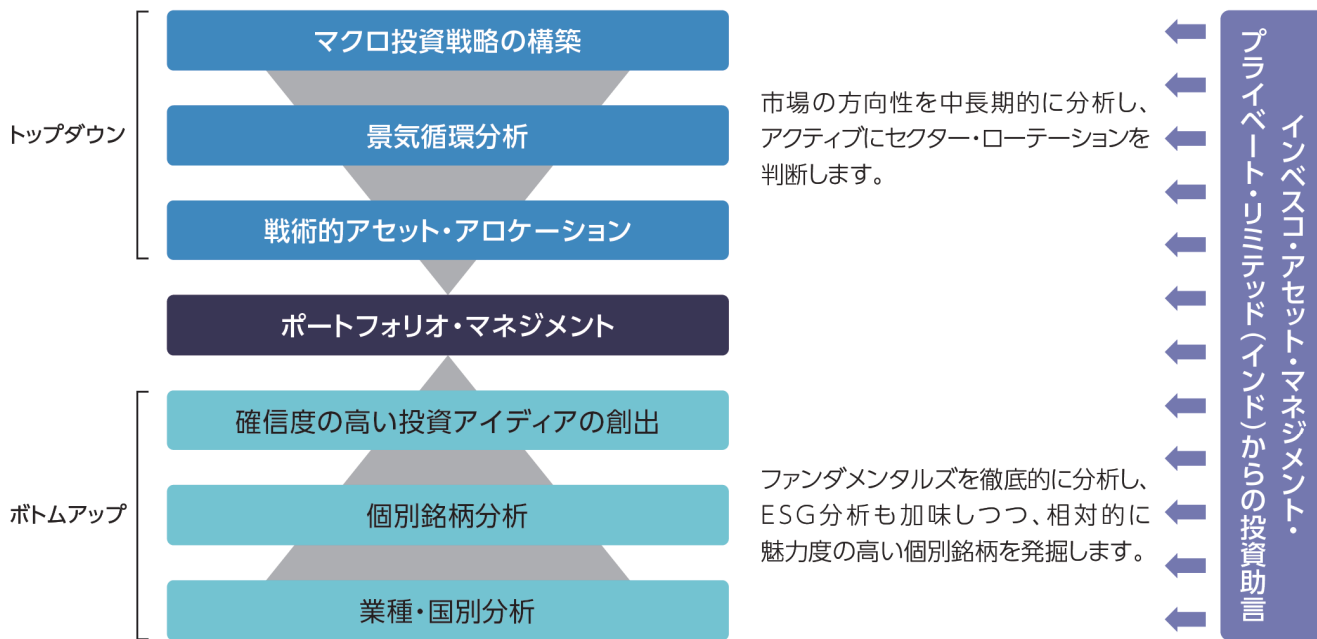 トップダウン
マクロ投資戦略の構築
景気循環分析
戦術的アセット・アロケーション
市場の方向性を中長期的に分析し、
アクティブにセクター・ローテーションを
判断します。
ポートフォリオ・マネジメント
ボトムアップ
確信度の高い投資アイディアの創出
個別銘柄分析
業種・国別分析
ファンダメンタルズを徹底的に分析し、
ESG分析も加味しつつ、相対的に
魅力度の高い個別銘柄を発掘します。
インベスコ・アセット・マネジメント・
プライベート・リミテッド(インド)からの投資助言